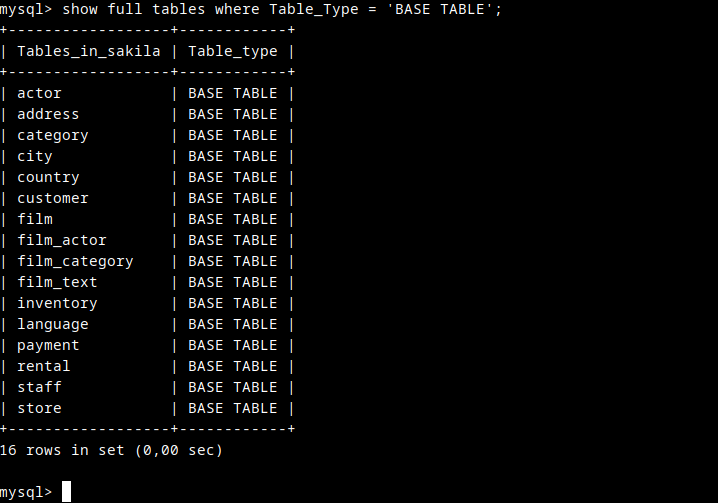 mysql> show full tables where Table_Type = 'BASE TABLE';
+------------------+------------+
| Tables_in_sakila | Table_type |
+------------------+------------+
| actor            | BASE TABLE |
| address          | BASE TABLE |
| category         | BASE TABLE |
| city             | BASE TABLE |
| country          | BASE TABLE |
| customer         | BASE TABLE |
| film             | BASE TABLE |
| film_actor       | BASE TABLE |
| film_category    | BASE TABLE |
| film_text        | BASE TABLE |
| inventory        | BASE TABLE |
| language         | BASE TABLE |
| payment          | BASE TABLE |
| rental           | BASE TABLE |
| staff            | BASE TABLE |
| store            | BASE TABLE |
+------------------+------------+
16 rows in set (0,00 sec)
mysql>